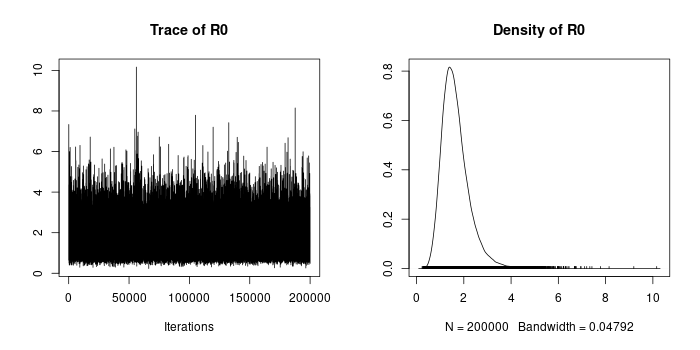 Trace of R0
10
8
6
4
2
0
0 50000 100000 150000 200000
Iterations
Density of R0
0.8
0.6
0.4
0.2
0.0
0 2 4 6 8 10
N = 200000 Bandwidth = 0.04792